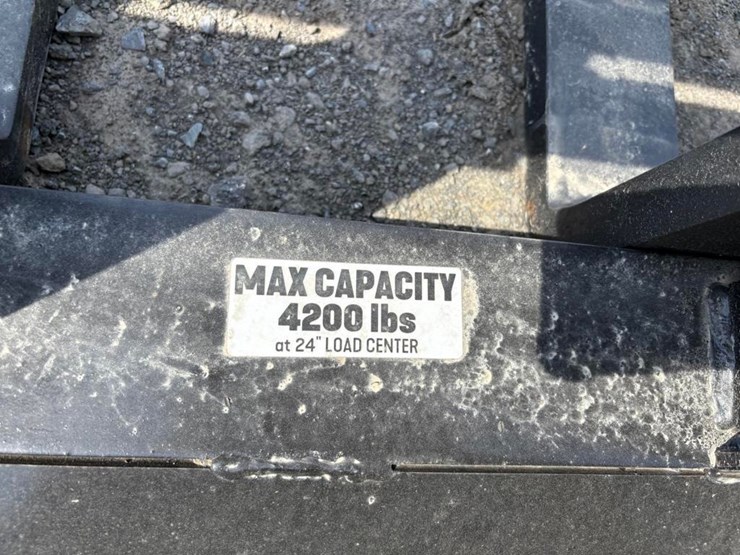 MAX CAPACITY
4200 lbs
at 24" LOAD CENTER